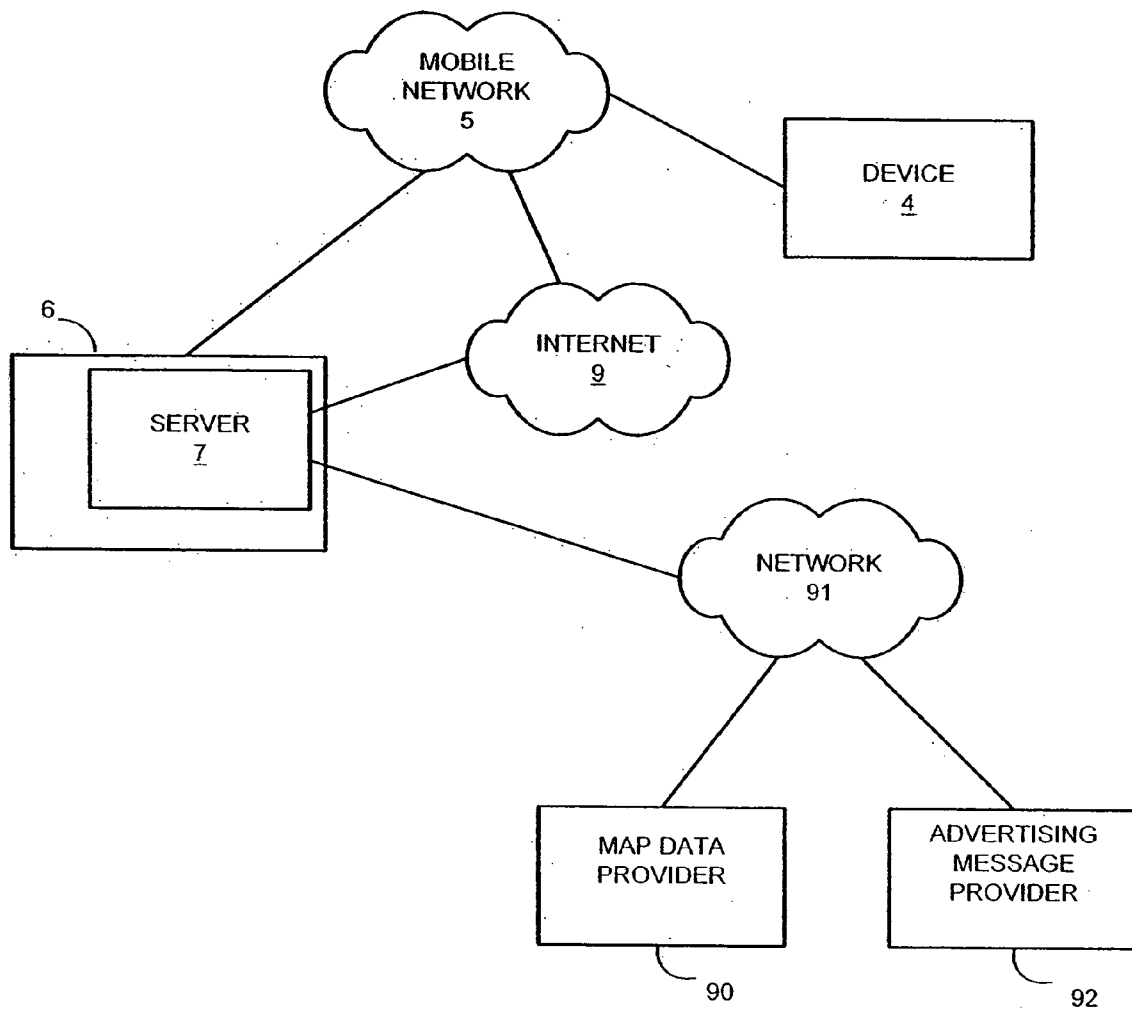 MOBILE
NETWORK
5
DEVICE
4
6
INTERNET
9
SERVER
7
NETWORK
91
MAP DATA
PROVIDER
ADVERTISING
MESSAGE
PROVIDER
90
92